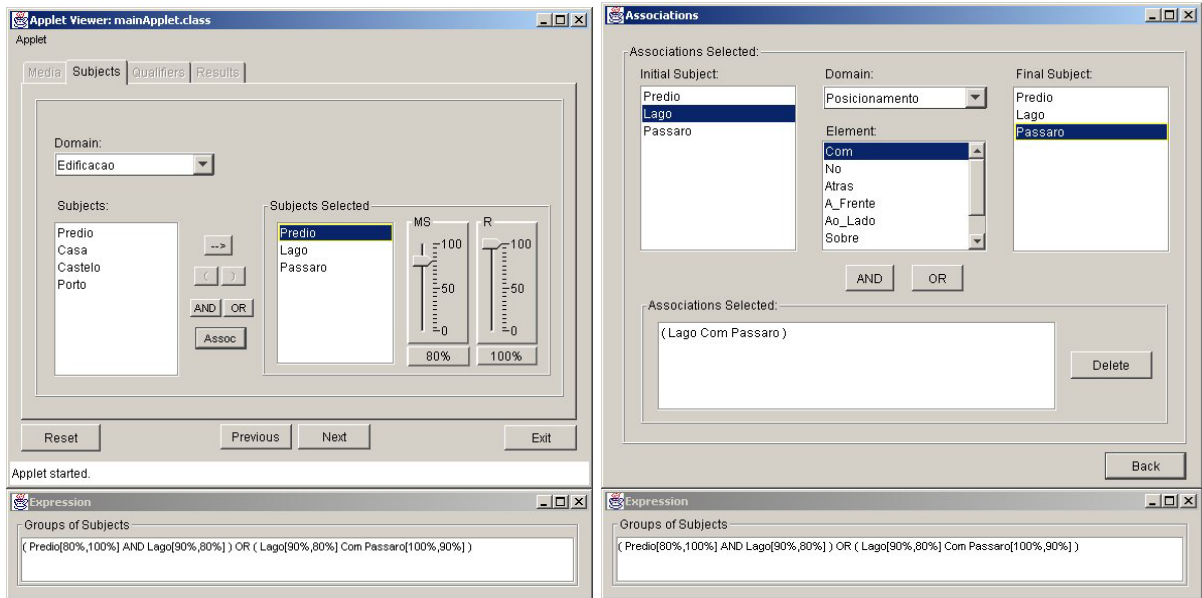 Applet Viewer: mainApplet.class
Applet
Media Subjects Qualifiers Results
Domain:
Edificacao
Subjects:
Predio
Casa
Castelo
Porto
-->
( )
AND OR
Assoc
Subjects Selected
Predio
Lago
Passaro
MS
100
50
0
80%
R
100
50
0
100%
Reset Previous Next Exit
Applet started.
Expression
Groups of Subjects
( Predio[80%,100%] AND Lago[90%,80%] ) OR ( Lago[90%,80%] Com Passaro[100%,90%] )
Associations
Associations Selected:
Initial Subject:
Predio
Lago
Passaro
Domain:
Posicionamento
Element:
Com
No
Atras
A_Frente
Ao_Lado
Sobre
Final Subject:
Predio
Lago
Passaro
AND OR
Associations Selected:
( Lago Com Passaro )
Delete
Back
Expression
Groups of Subjects
( Predio[80%,100%] AND Lago[90%,80%] ) OR ( Lago[90%,80%] Com Passaro[100%,90%] )